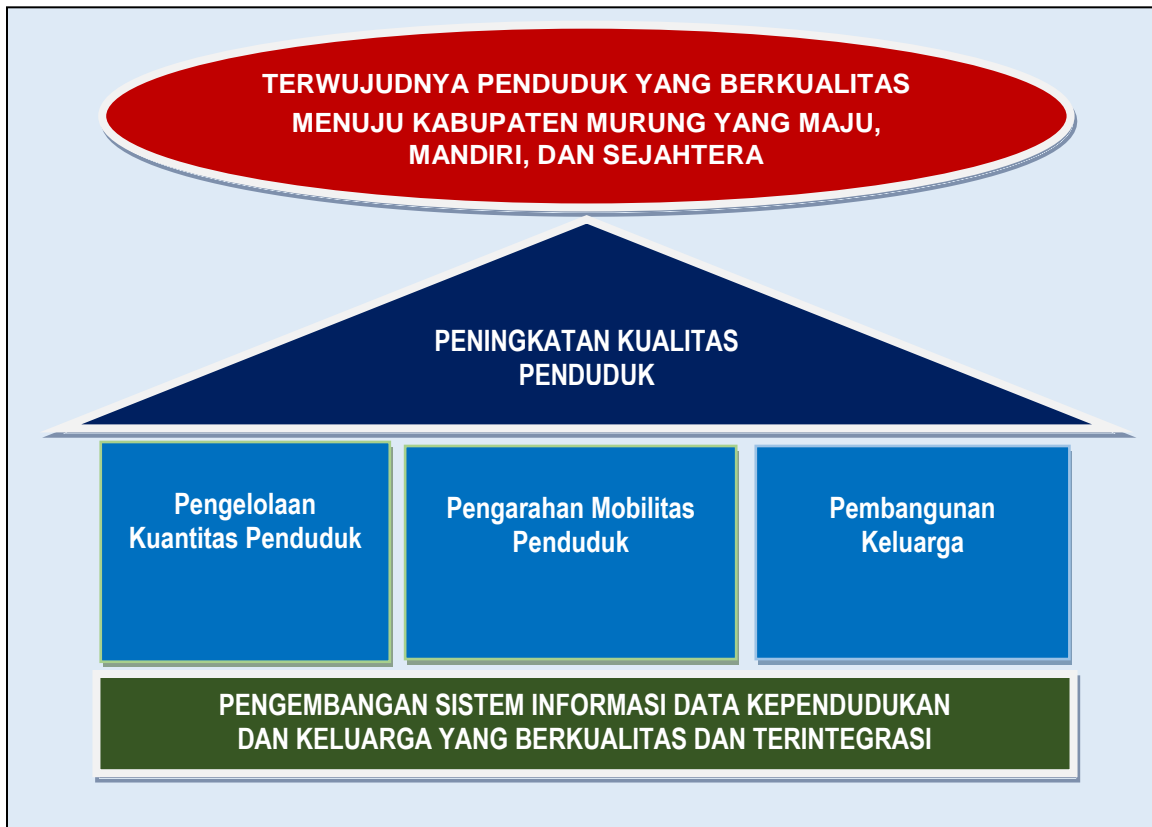 TERWUJUDNYA PENDUDUK YANG BERKUALITAS
MENUJU KABUPATEN MURUNG YANG MAJU,
MANDIRI, DAN SEJAHTERA
PENINGKATAN KUALITAS
PENDUDUK
Pengelolaan
Kuantitas Penduduk
Pengarahan Mobilitas
Penduduk
Pembangunan
Keluarga
PENGEMBANGAN SISTEM INFORMASI DATA KEPENDUDUKAN
DAN KELUARGA YANG BERKUALITAS DAN TERINTEGRASI